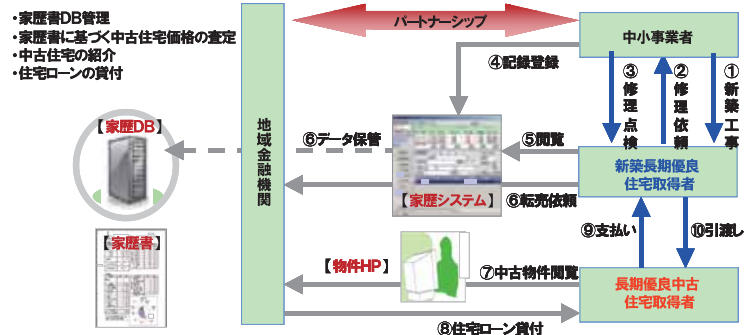 ・家歴書DB管理
・家歴書に基づく中古住宅価格の査定
・中古住宅の紹介
・住宅ローンの貸付
パートナーシップ
中小事業者
④記録登録
③修理点検
②修理依頼
①新築工事
【家歴DB】
地域金融機関
⑥データ保管
⑤閲覧
新築長期優良
住宅取得者
【家歴システム】
⑥転売依頼
⑨支払い
⑩引渡し
【家歴書】
【物件HP】
⑦中古物件閲覧
長期優良中古
住宅取得者
⑧住宅ローン貸付